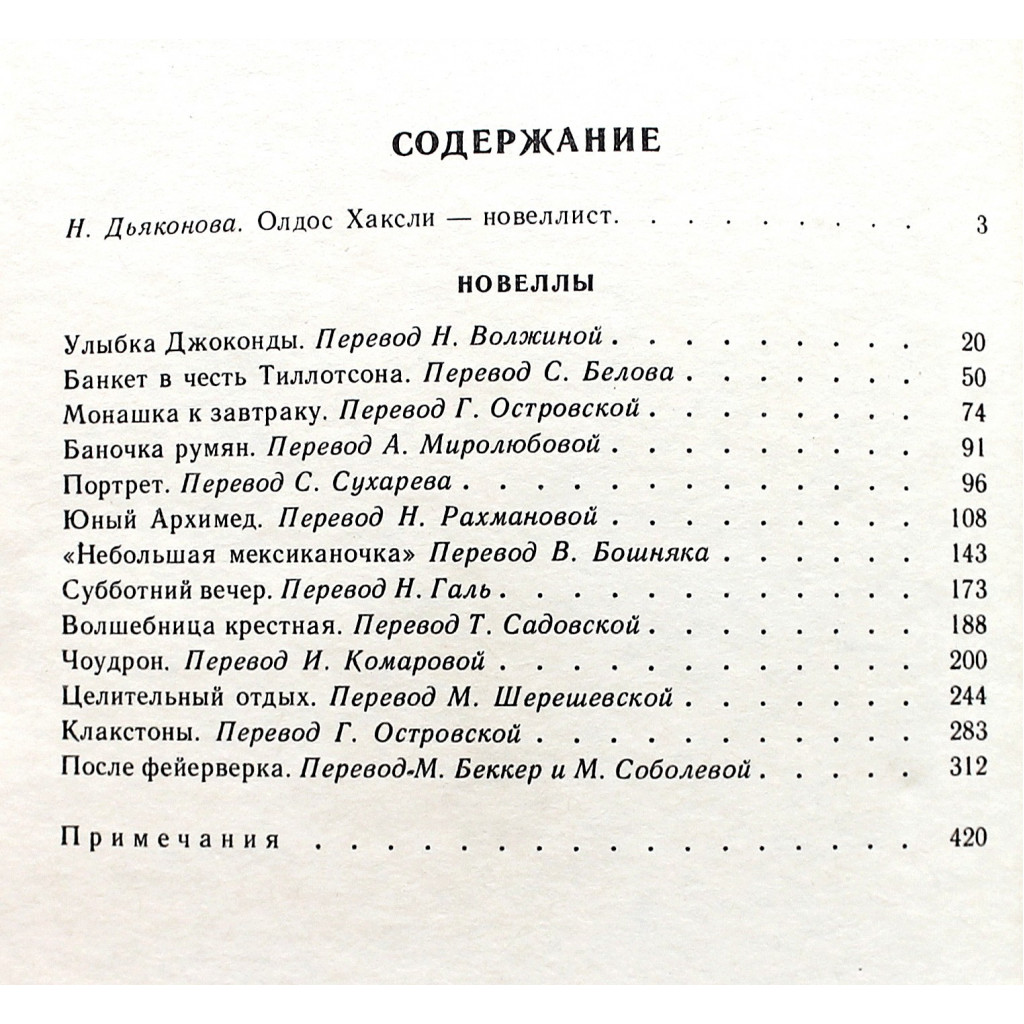 СОДЕРЖАНИЕ
Н. Дьяконова. Олдос Хаксли — новеллист. . . . . . . . . 3
НОВЕЛЛЫ
Улыбка Джоконды. Перевод Н. Волжиной . . . . . . . . . 20
Банкет в честь Тиллотсона. Перевод С. Белова . . . . . . . 50
Монашка к завтраку. Перевод Г. Островской . . . . . . . . 74
Баночка румян. Перевод А. Миролюбовой . . . . . . . . . 91
Портрет. Перевод С. Сухарева . . . . . . . . . . . . . 96
Юный Архимед. Перевод Н. Рахмановой . . . . . . . . . 108
«Небольшая мексиканочка» Перевод В. Бошняка . . . . . . 143
Субботний вечер. Перевод Н. Галь . . . . . . . . . . . . 173
Волшебница крестная. Перевод Т. Садовской . . . . . . . . 188
Чоудрон. Перевод И. Комаровой . . . . . . . . . . . . 200
Целительный отдых. Перевод М. Шерешевской . . . . . . . 244
Клакстоны. Перевод Г. Островской . . . . . . . . . . . 283
После фейерверка. Перевод М. Беккер и М. Соболевой . . . . . 312
Примечания . . . . . . . . . . . . . . . . . 420